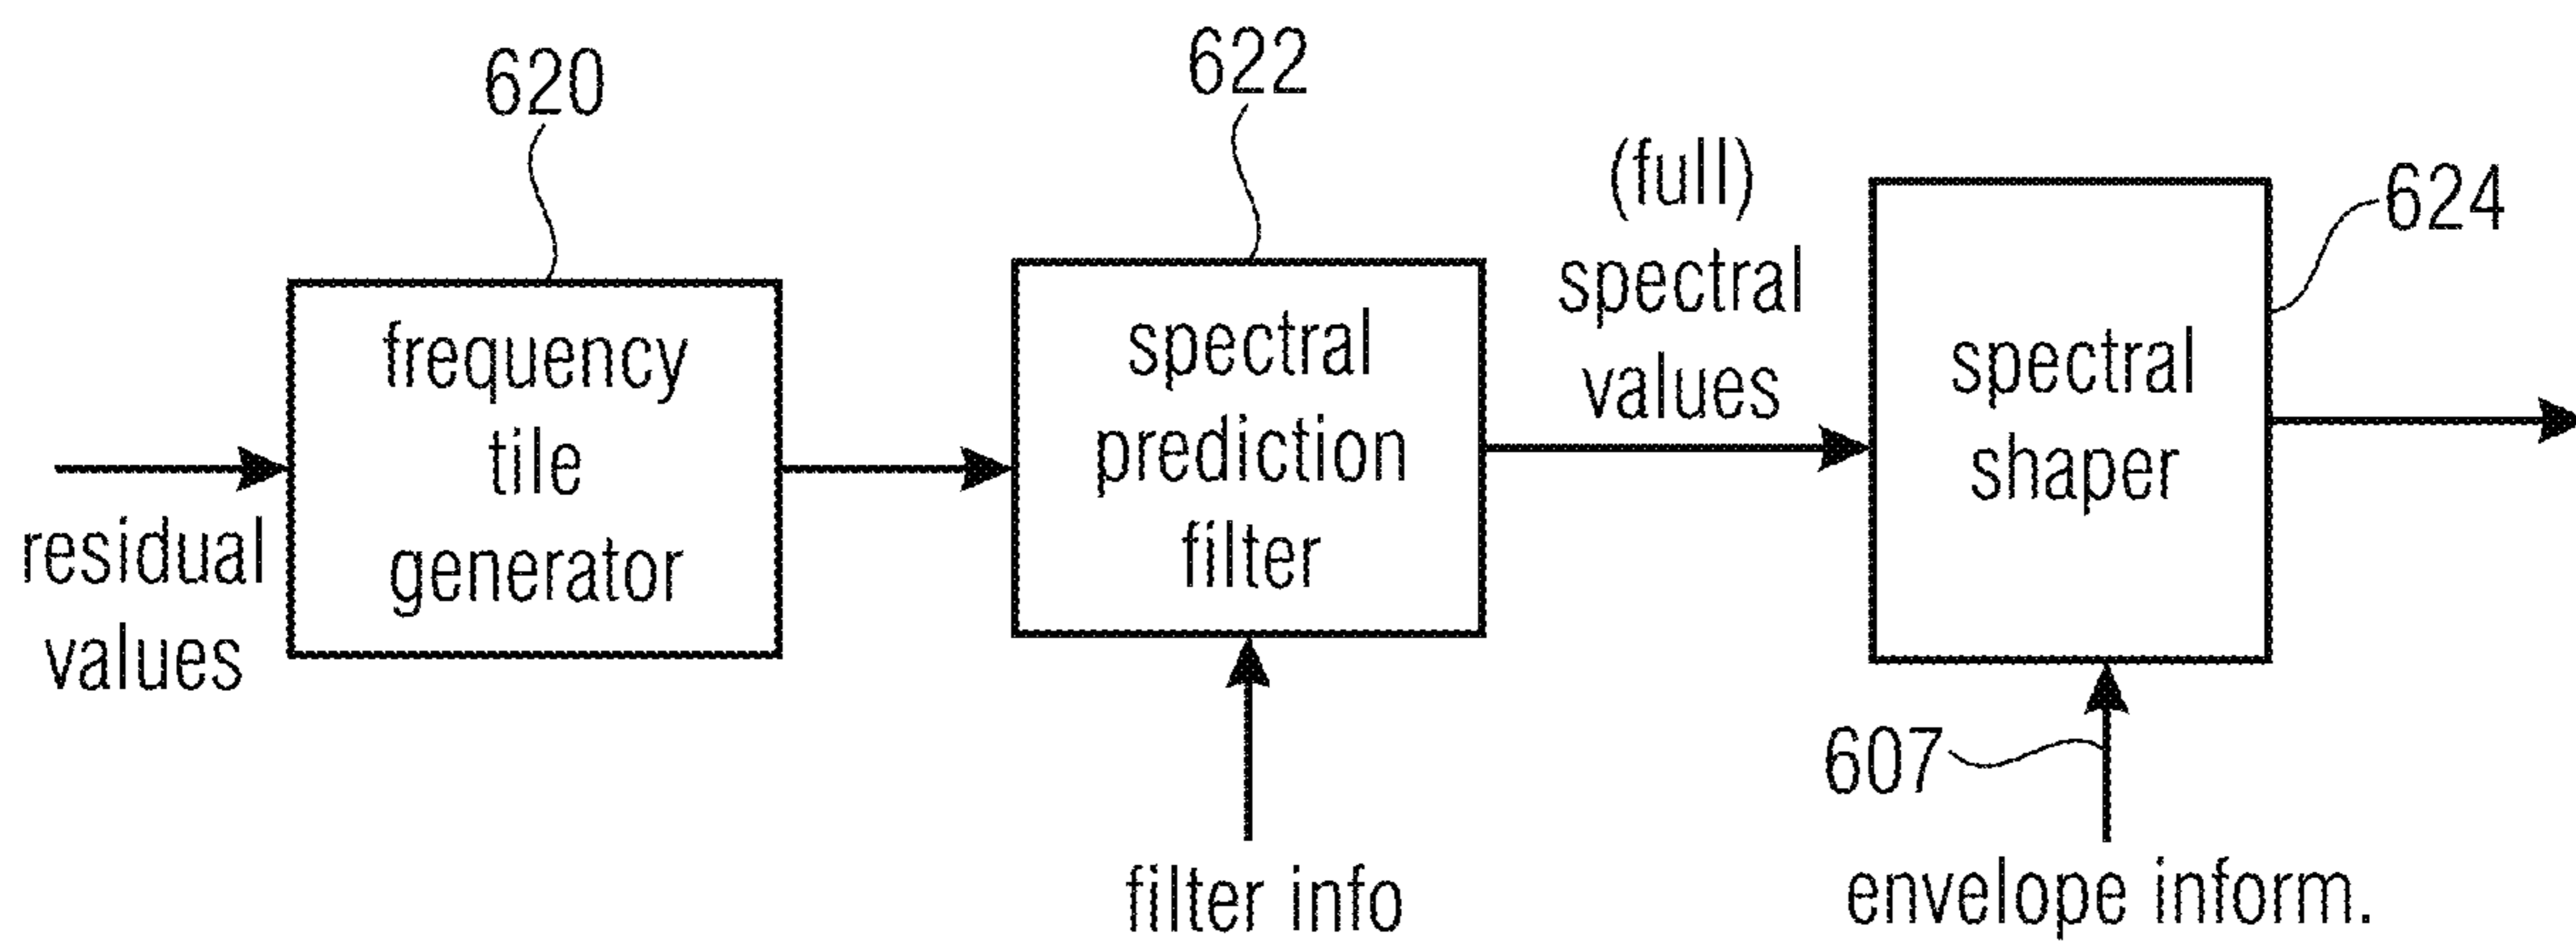 620
622
624
(full)
spectral
values
frequency
tile
generator
spectral
prediction
filter
spectral
shaper
residual
values
607
filter info
envelope inform.